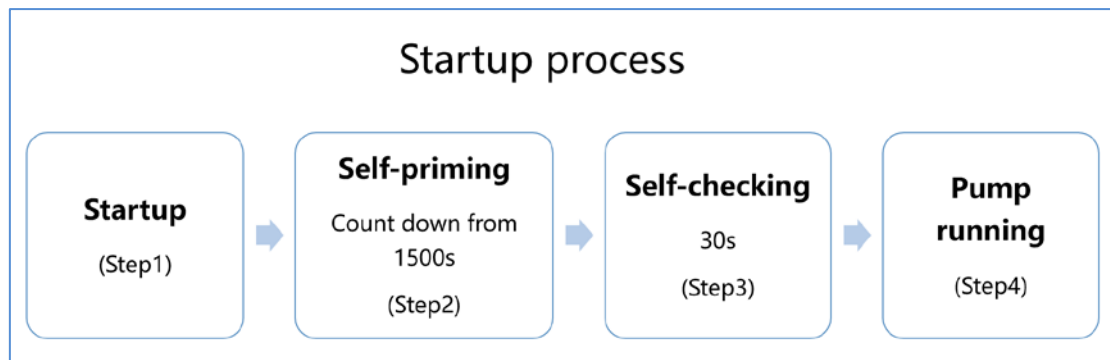 Startup process
Startup
(Step1)
Self-priming
Count down from
1500s
(Step2)
Self-checking
30s
(Step3)
Pump
running
(Step4)